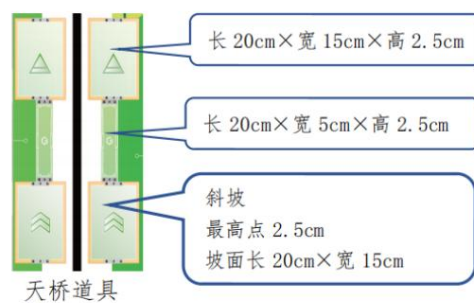 长 20cm×宽 15cm×高 2.5cm
长 20cm×宽 5cm×高 2.5cm
斜坡
最高点 2.5cm
坡面长 20cm×宽 15cm
天桥道具